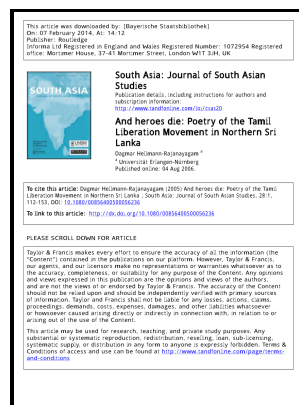 This article was downloaded by: [Bayerische Staatsbibliothek]
On: 07 February 2014, At: 14:12
Publisher: Routledge
Informa Ltd Registered in England and Wales Registered Number: 1072954 Registered
office: Mortimer House, 37-41 Mortimer Street, London W1T 3JH, UK
SOUTH ASIA
South Asia: Journal of South Asian
Studies
Publication details, including instructions for authors and
subscription information:
http://www.tandfonline.com/loi/csas20
And heroes die: Poetry of the Tamil
Liberation Movement in Northern Sri
Lanka
Dagmar Hellmann‐Rajanayagam a
a Universität Erlangen‐Nürnberg
Published online: 04 Aug 2006.
To cite this article: Dagmar Hellmann‐Rajanayagam (2005) And heroes die: Poetry of the Tamil
Liberation Movement in Northern Sri Lanka , South Asia: Journal of South Asian Studies, 28:1,
112-153, DOI: 10.1080/00856400500056236
To link to this article: http://dx.doi.org/10.1080/00856400500056236
PLEASE SCROLL DOWN FOR ARTICLE
Taylor & Francis makes every effort to ensure the accuracy of all the information (the
“Content”) contained in the publications on our platform. However, Taylor & Francis,
our agents, and our licensors make no representations or warranties whatsoever as to
the accuracy, completeness, or suitability for any purpose of the Content. Any opinions
and views expressed in this publication are the opinions and views of the authors,
and are not the views of or endorsed by Taylor & Francis. The accuracy of the Content
should not be relied upon and should be independently verified with primary sources
of information. Taylor and Francis shall not be liable for any losses, actions, claims,
proceedings, demands, costs, expenses, damages, and other liabilities whatsoever
or howsoever caused arising directly or indirectly in connection with, in relation to or
arising out of the use of the Content.
This article may be used for research, teaching, and private study purposes. Any
substantial or systematic reproduction, redistribution, reselling, loan, sub-licensing,
systematic supply, or distribution in any form to anyone is expressly forbidden. Terms &
Conditions of access and use can be found at http://www.tandfonline.com/page/terms-
and-conditions